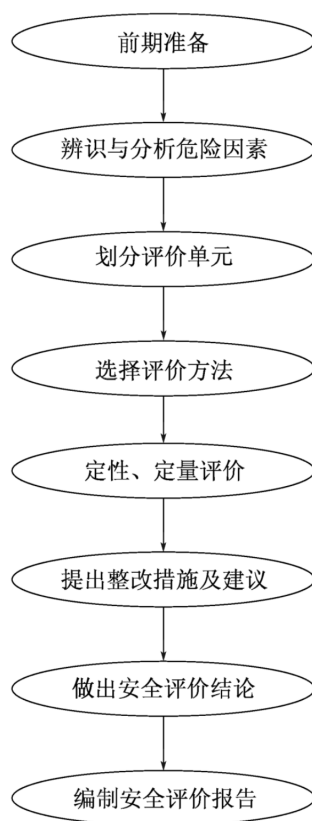 前期准备
辨识与分析危险因素
划分评价单元
选择评价方法
定性、定量评价
提出整改措施及建议
做出安全评价结论
编制安全评价报告